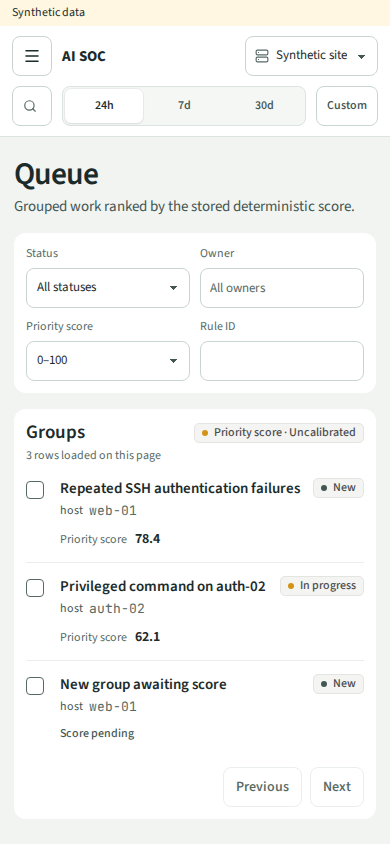 Synthetic data
AI SOC
Synthetic site
24h
7d
30d
Custom
Queue
Grouped work ranked by the stored deterministic score.
Status
Owner
All statuses
All owners
Priority score
Rule ID
0–100
Groups
Priority score · Uncalibrated
3 rows loaded on this page
Repeated SSH authentication failures
New
host web-01
Priority score 78.4
Privileged command on auth-02
In progress
host auth-02
Priority score 62.1
New group awaiting score
New
host web-01
Score pending
Previous
Next